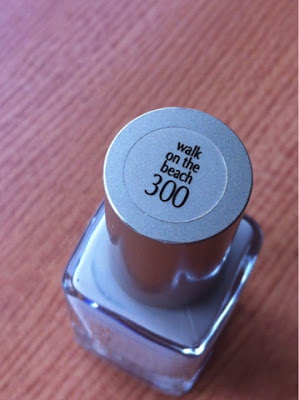 walk
on the
beach
300